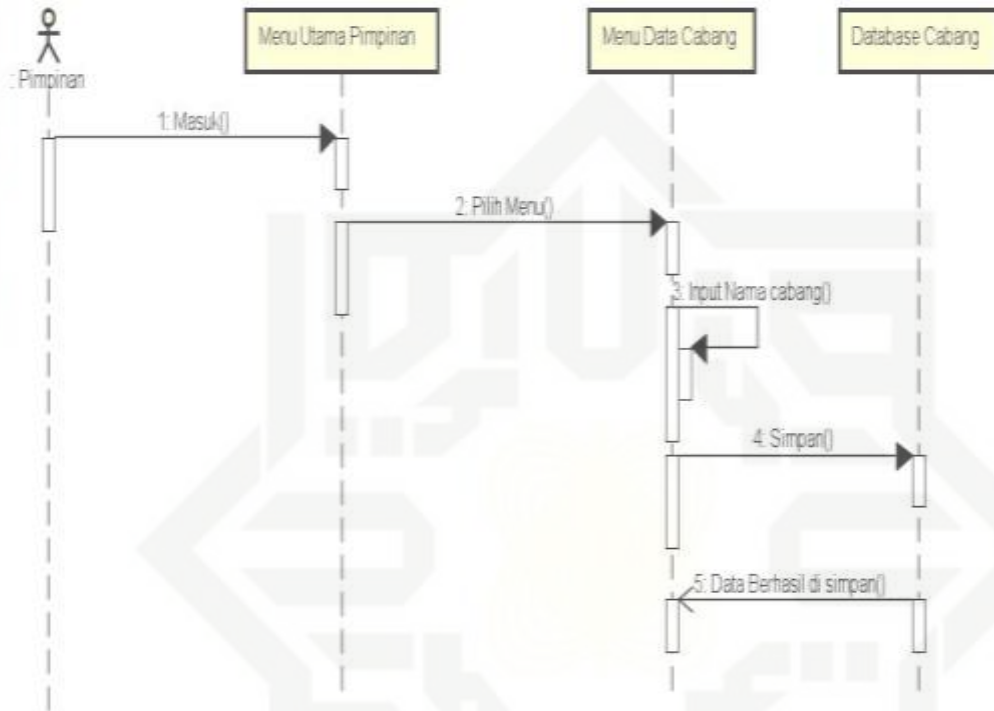 Menu Utama Pimpinan
Menu Data Cabang
Database Cabang
: Pimpinan
1: Masuk()
2: Pilih Menu()
3: Input Nama cabang()
4: Simpan()
5: Data Berhasil di simpan()